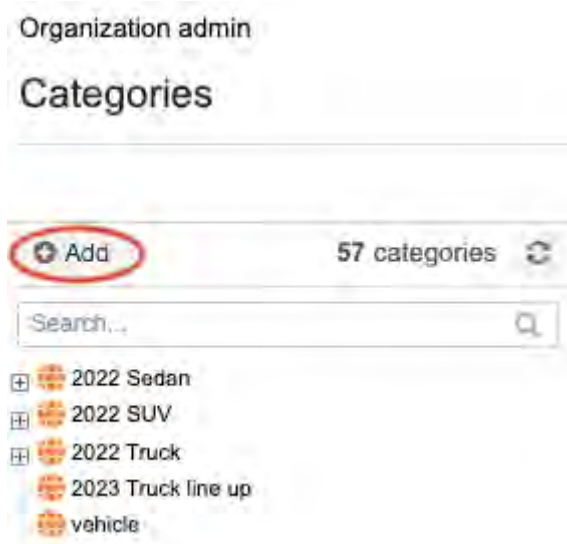 Organization admin
Categories
Add 57 categories
Search...
2022 Sedan
2022 SUV
2022 Truck
2023 Truck line up
vehicle